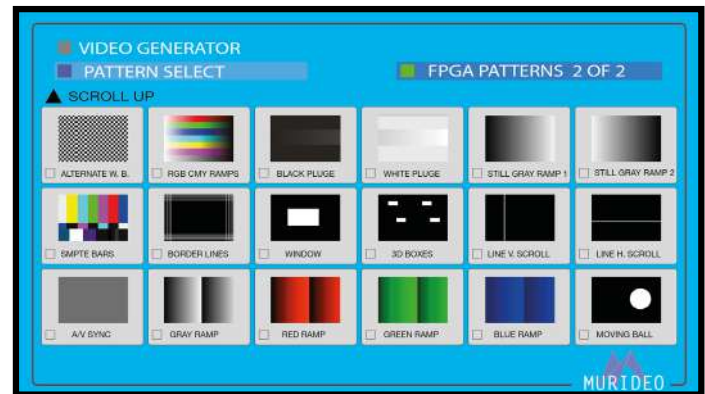 VIDEO GENERATOR
PATTERN SELECT
FPGA PATTERNS 2 OF 2
SCROLL UP
ALTERNATE W. B.
RGB CMY RAMPS
BLACK PLUGE
WHITE PLUGE
STILL GRAY RAMP 1
STILL GRAY RAMP 2
SMPTE BARS
BORDER LINES
WINDOW
3D BOXES
LINE V. SCROLL
LINE H. SCROLL
A/V SYNC
GRAY RAMP
RED RAMP
GREEN RAMP
BLUE RAMP
MOVING BALL
MURIDEO